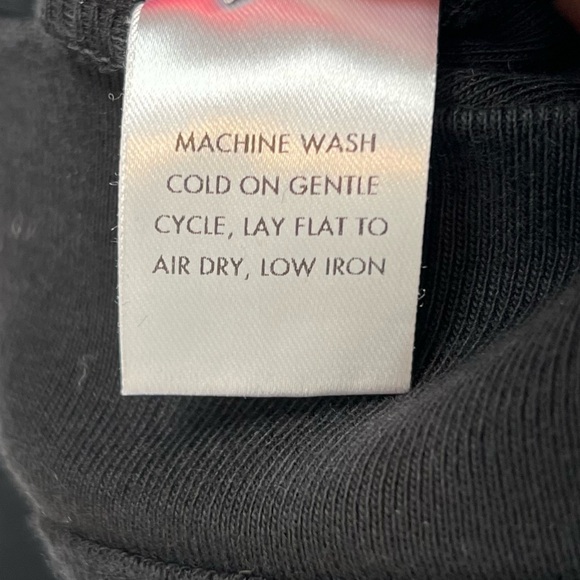 MACHINE WASH
COLD ON GENTLE
CYCLE, LAY FLAT TO
AIR DRY, LOW IRON